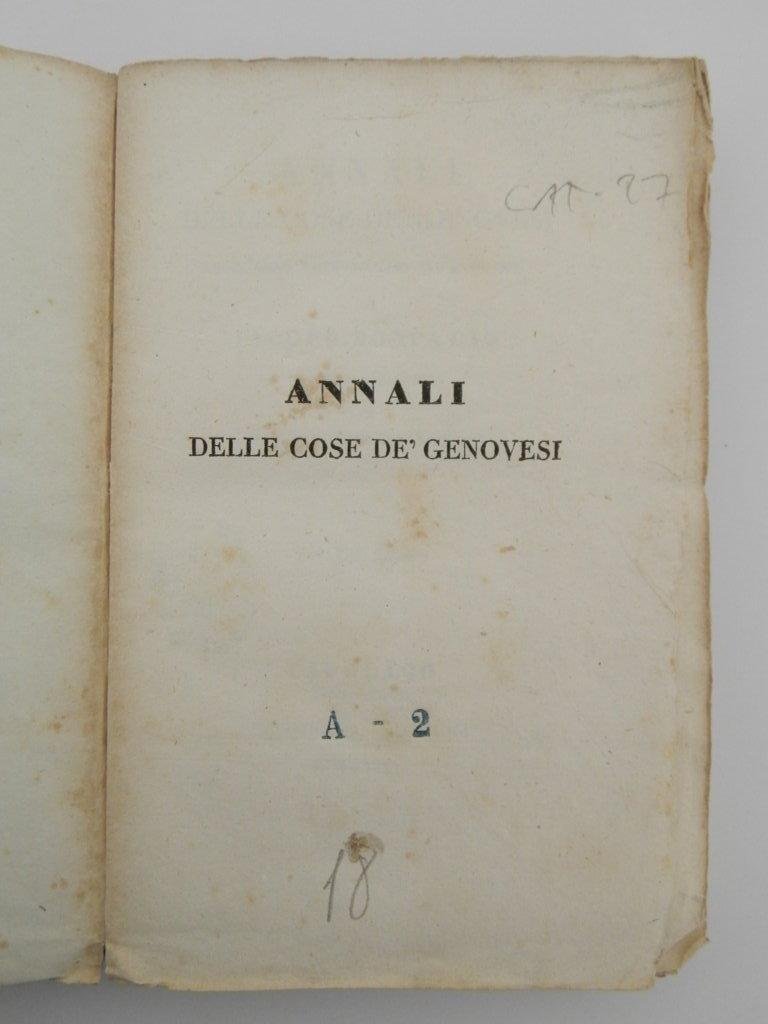 CAT. 27
ANNALI
DELLE COSE DE' GENOVESI
A - 2
18